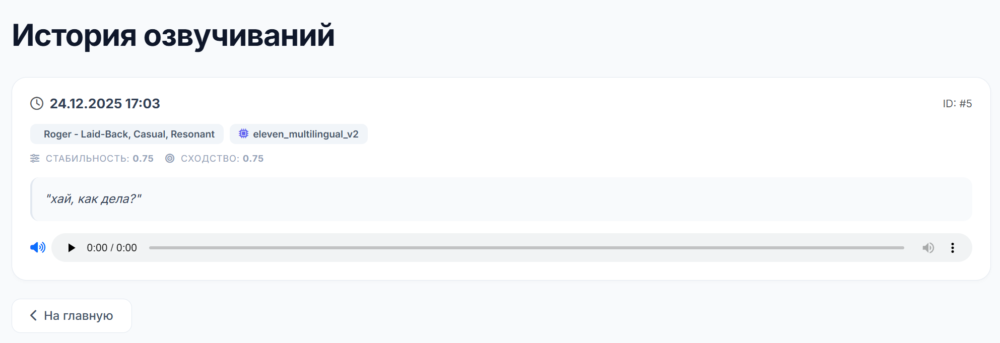 История озвучиваний
24.12.2025 17:03 ID: #5
Roger - Laid-Back, Casual, Resonant eleven_multilingual_v2
СТАБИЛЬНОСТЬ: 0.75 СХОДСТВО: 0.75
"хай, как дела?"
0:00 / 0:00
На главную